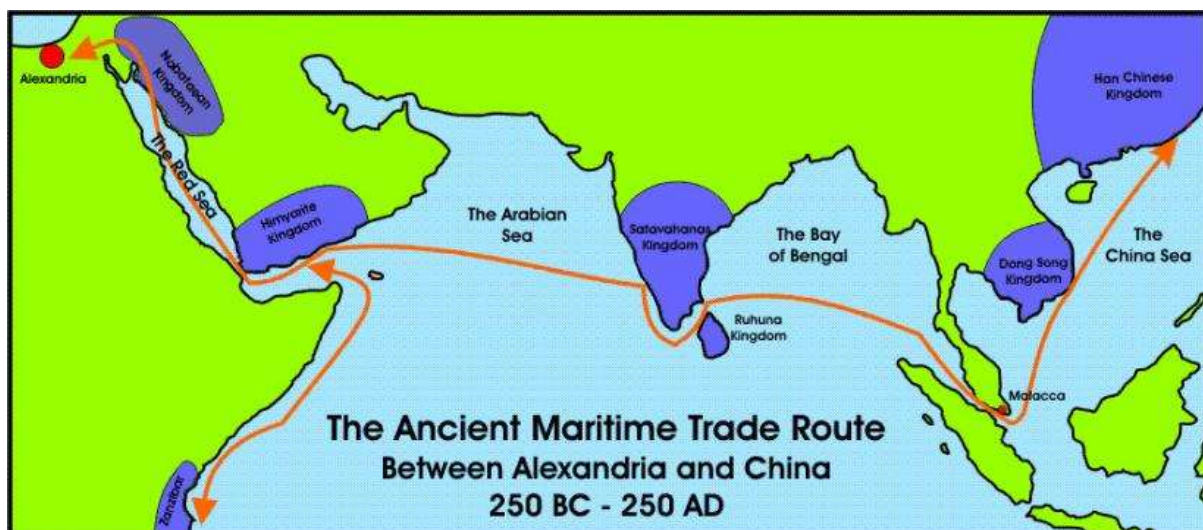 Alexandria
Nabataean
Kingdom
The Red Sea
Himyarite
Kingdom
The Arabian
Sea
Satavahanas
Kingdom
The Bay
of Bengal
Ruhuna
Kingdom
Han Chinese
Kingdom
Dong Song
Kingdom
The
China Sea
Malacca
Zanzibar
The Ancient Maritime Trade Route
Between Alexandria and China
250 BC - 250 AD